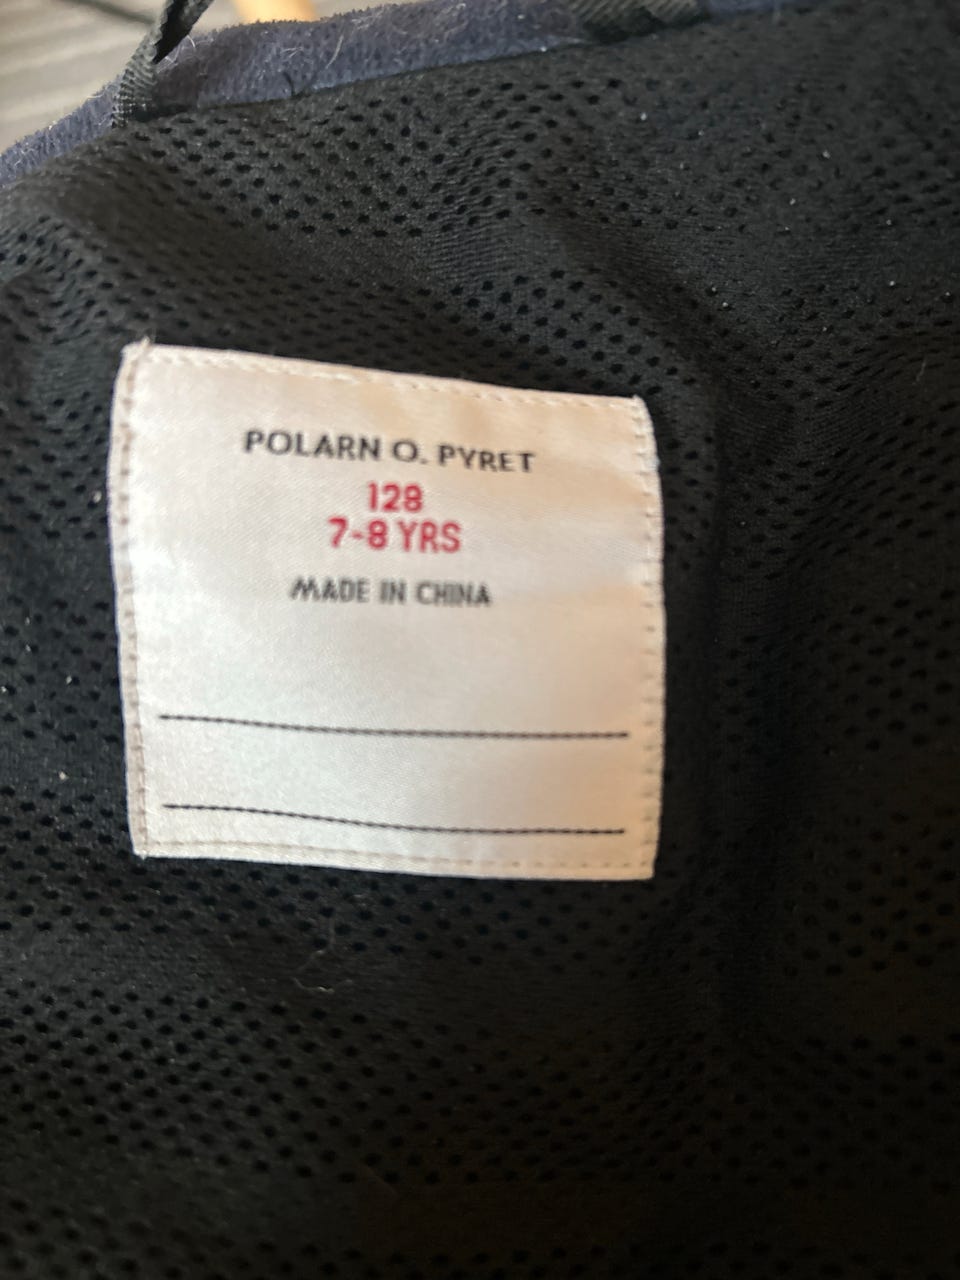 POLARN O. PYRET
128
7-8 YRS
MADE IN CHINA